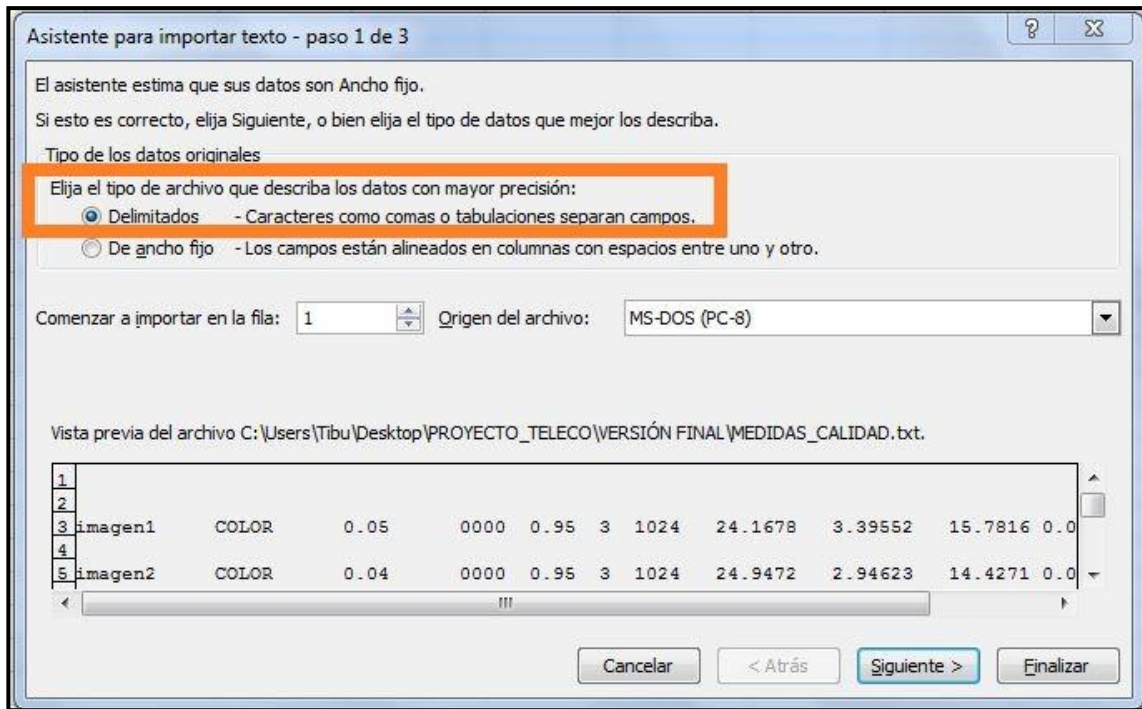 Asistente para importar texto - paso 1 de 3
El asistente estima que sus datos son Ancho fijo.
Si esto es correcto, elija Siguiente, o bien elija el tipo de datos que mejor los describa.
Tipo de los datos originales
Elija el tipo de archivo que describa los datos con mayor precisión:
Delimitados - Caracteres como comas o tabulaciones separan campos.
De ancho fijo - Los campos están alineados en columnas con espacios entre uno y otro.
Comenzar a importar en la fila: 1 Origen del archivo: MS-DOS (PC-8)
Vista previa del archivo C:\Users\Tibu\Desktop\PROYECTO_TELECO\VERSIÓN FINAL\MEDIDAS_CALIDAD.txt.
1
2
3 imagen1 COLOR 0.05 0000 0.95 3 1024 24.1678 3.39552 15.7816 0.0
4
5 imagen2 COLOR 0.04 0000 0.95 3 1024 24.9472 2.94623 14.4271 0.0
Cancelar < Atrás Siguiente > Finalizar